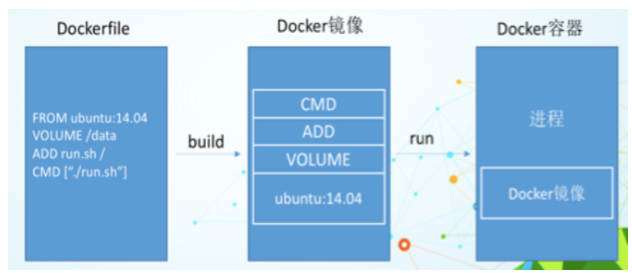 Dockerfile
FROM ubuntu:14.04
VOLUME /data
ADD run.sh /
CMD ["./run.sh"]
build
Docker镜像
CMD
ADD
VOLUME
ubuntu:14.04
run
Docker容器
进程
Docker镜像